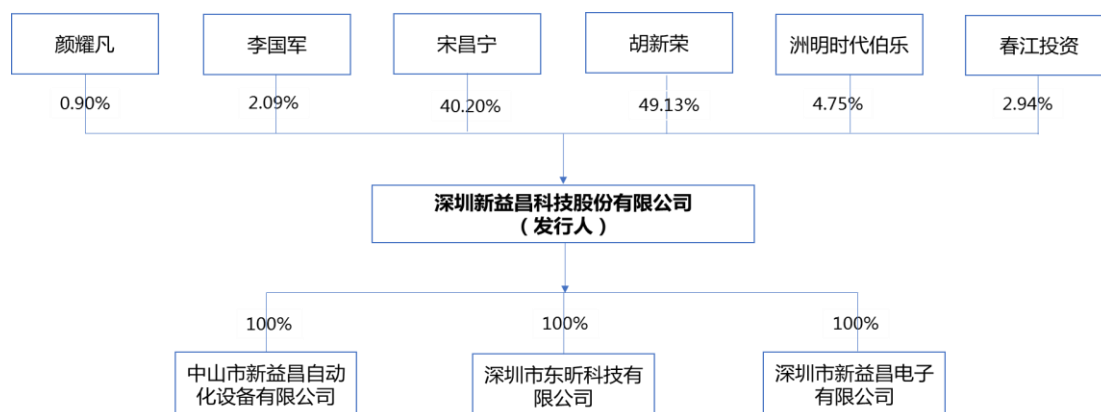 颜耀凡
李国军
宋昌宁
胡新荣
洲明时代伯乐
春江投资
0.90%
2.09%
40.20%
49.13%
4.75%
2.94%
深圳新益昌科技股份有限公司
（发行人）
100%
100%
100%
中山市新益昌自动
化设备有限公司
深圳市东昕科技有
限公司
深圳市新益昌电子
有限公司